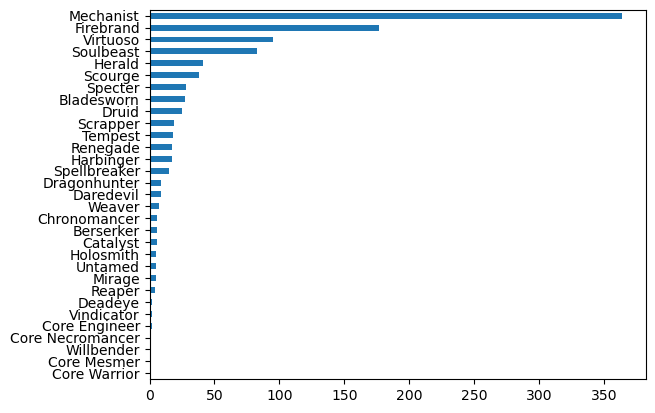 Mechanist
Firebrand
Virtuoso
Soulbeast
Herald
Scourge
Specter
Bladesworn
Druid
Scrapper
Tempest
Renegade
Harbinger
Spellbreaker
Dragonhunter
Daredevil
Weaver
Chronomancer
Berserker
Catalyst
Holosmith
Untamed
Mirage
Reaper
Deadeye
Vindicator
Core Engineer
Core Necromancer
Willbender
Core Mesmer
Core Warrior
0 50 100 150 200 250 300 350